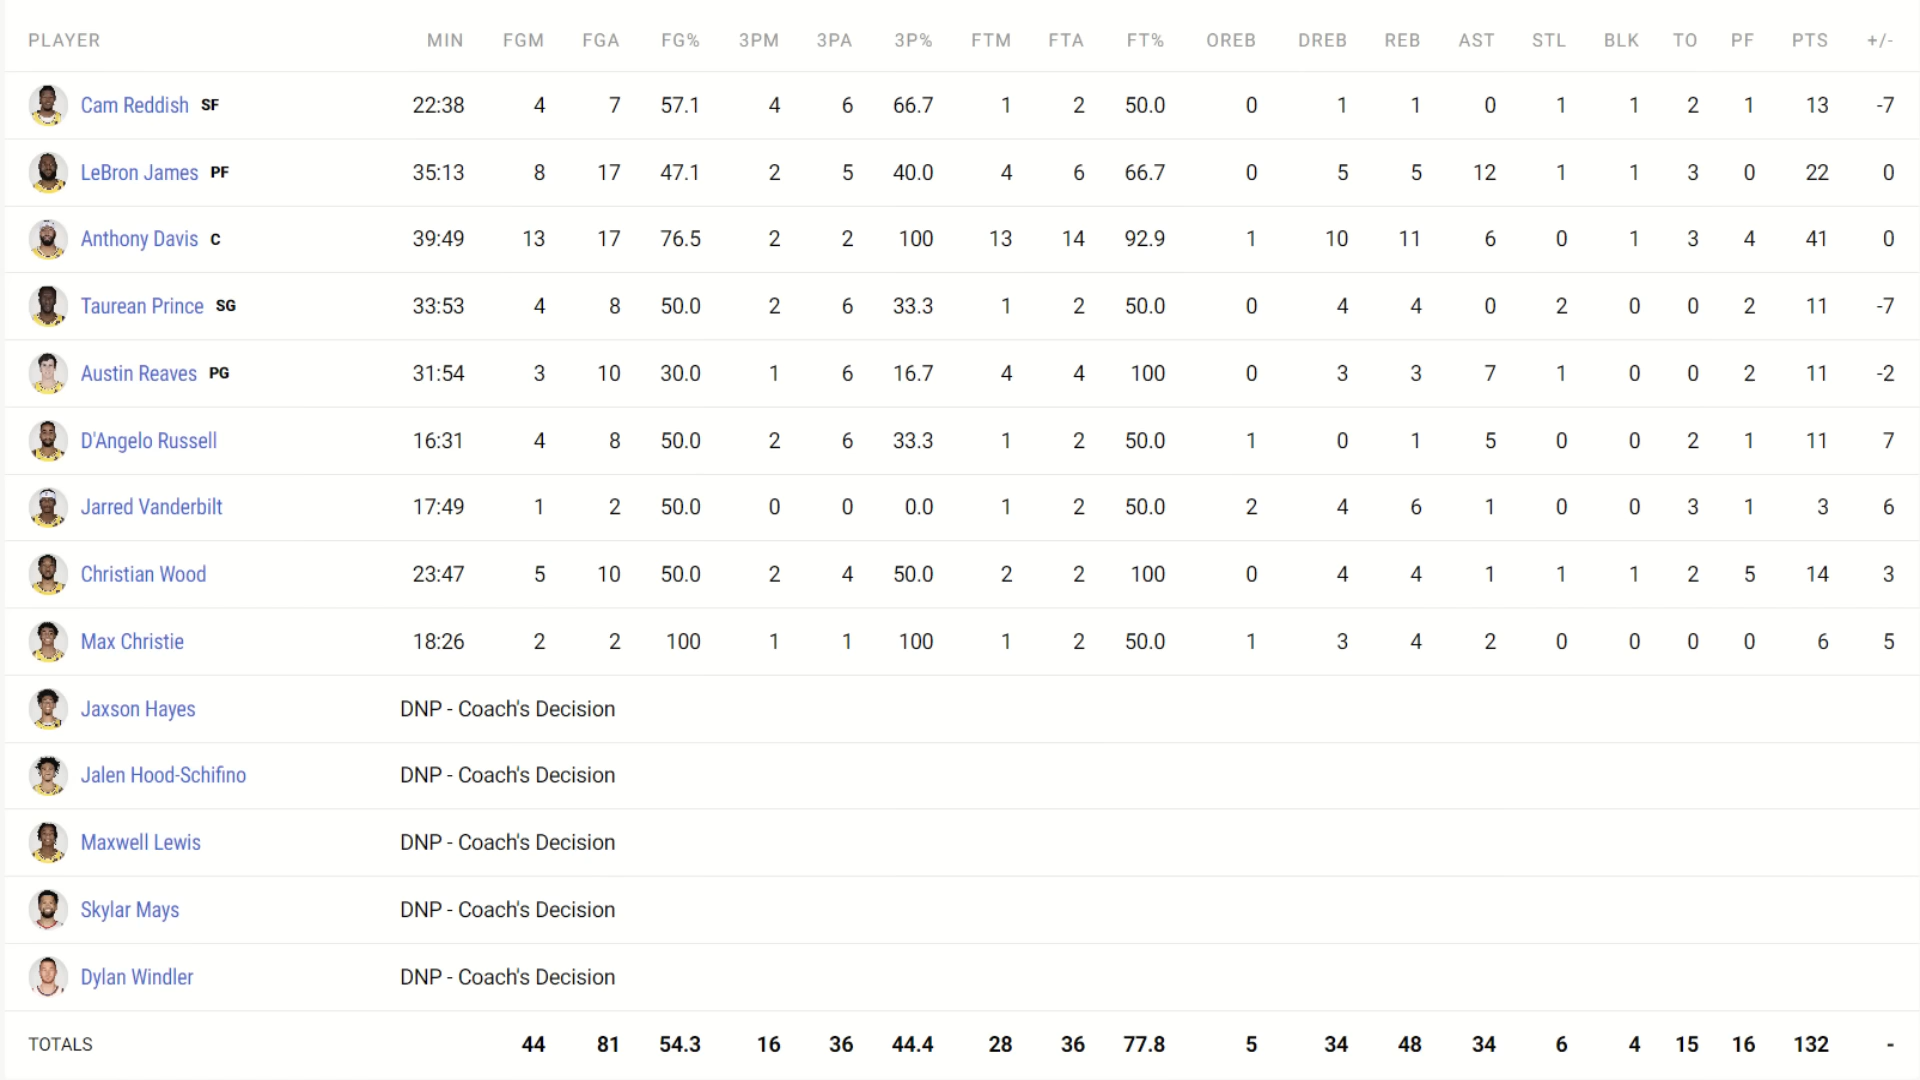 PLAYER MIN FGM FGA FG% 3PM 3PA 3P% FTM FTA FT% OREB DREB REB AST STL BLK TO PF PTS +/-
Cam Reddish SF 22:38 4 7 57.1 4 6 66.7 1 2 50.0 0 1 1 0 1 1 2 1 13 -7
LeBron James PF 35:13 8 17 47.1 2 5 40.0 4 6 66.7 0 5 5 12 1 1 3 0 22 0
Anthony Davis C 39:49 13 17 76.5 2 2 100 13 14 92.9 1 10 11 6 0 1 3 4 41 0
Taurean Prince SG 33:53 4 8 50.0 2 6 33.3 1 2 50.0 0 4 4 0 2 0 0 2 11 -7
Austin Reaves PG 31:54 3 10 30.0 1 6 16.7 4 4 100 0 3 3 7 1 0 0 2 11 -2
D'Angelo Russell 16:31 4 8 50.0 2 6 33.3 1 2 50.0 1 0 1 5 0 0 2 1 11 7
Jarred Vanderbilt 17:49 1 2 50.0 0 0 0.0 1 2 50.0 2 4 6 1 0 0 3 1 3 6
Christian Wood 23:47 5 10 50.0 2 4 50.0 2 2 100 0 4 4 1 1 1 2 5 14 3
Max Christie 18:26 2 2 100 1 1 100 1 2 50.0 1 3 4 2 0 0 0 0 6 5
Jaxson Hayes DNP - Coach's Decision
Jalen Hood-Schifino DNP - Coach's Decision
Maxwell Lewis DNP - Coach's Decision
Skylar Mays DNP - Coach's Decision
Dylan Windler DNP - Coach's Decision
TOTALS 44 81 54.3 16 36 44.4 28 36 77.8 5 34 48 34 6 4 15 16 132 -